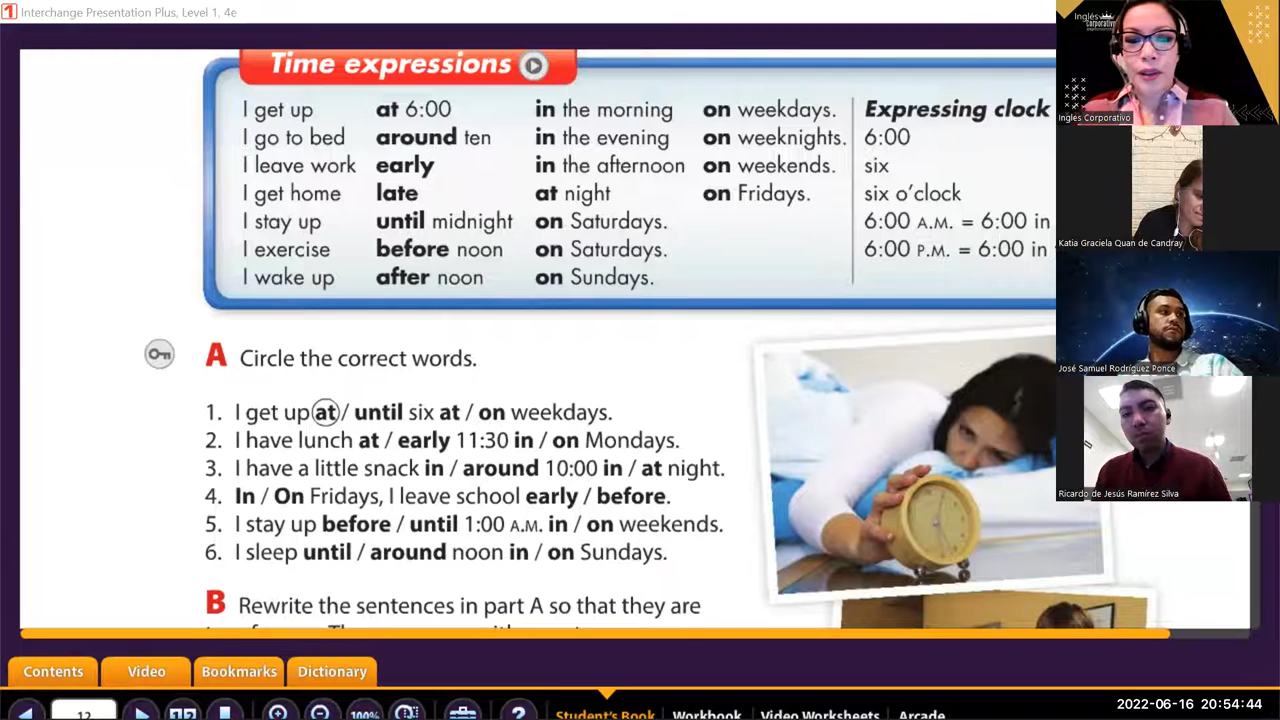 Interchange Presentation Plus, Level 1, 4e
Time expressions
I get up at 6:00 in the morning on weekdays.
I go to bed around ten in the evening on weeknights.
I leave work early in the afternoon on weekends.
I get home late at night on Fridays.
I stay up until midnight on Saturdays.
I exercise before noon on Saturdays.
I wake up after noon on Sundays.
Expressing clock
6:00
six
six o'clock
6:00 A.M. = 6:00 in
6:00 P.M. = 6:00 in
A Circle the correct words.
1. I get up at / until six at / on weekdays.
2. I have lunch at / early 11:30 in / on Mondays.
3. I have a little snack in / around 10:00 in / at night.
4. In / On Fridays, I leave school early / before.
5. I stay up before / until 1:00 A.M. in / on weekends.
6. I sleep until / around noon in / on Sundays.
B Rewrite the sentences in part A so that they are
Inglés Corporativo
Ingles Corporativo
Katia Graciela Quan de Candray
José Samuel Rodríguez Ponce
Ricardo de Jesús Ramírez Silva
Contents Video Bookmarks Dictionary
12 100% ? Student's Book Workbook Video Worksheets Arcade
2022-06-16 20:54:44